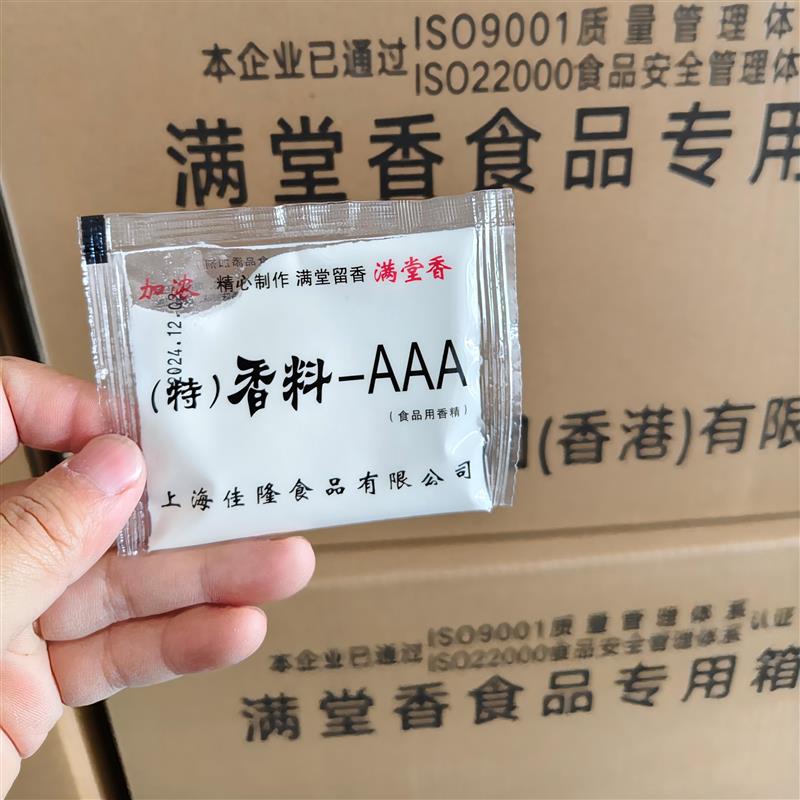 本企业已通过 ISO9001质量管理体
ISO22000食品安全管理体
满堂香食品专用
加浓 精心制作 满堂留香 满堂香
2024.12.03
(特)香料-AAA
(食品用香精)
上海佳隆食品有限公司
(香港)有限
本企业已通过 ISO9001质量管理体系 认证
ISO22000食品安全管理体系
满堂香食品专用箱